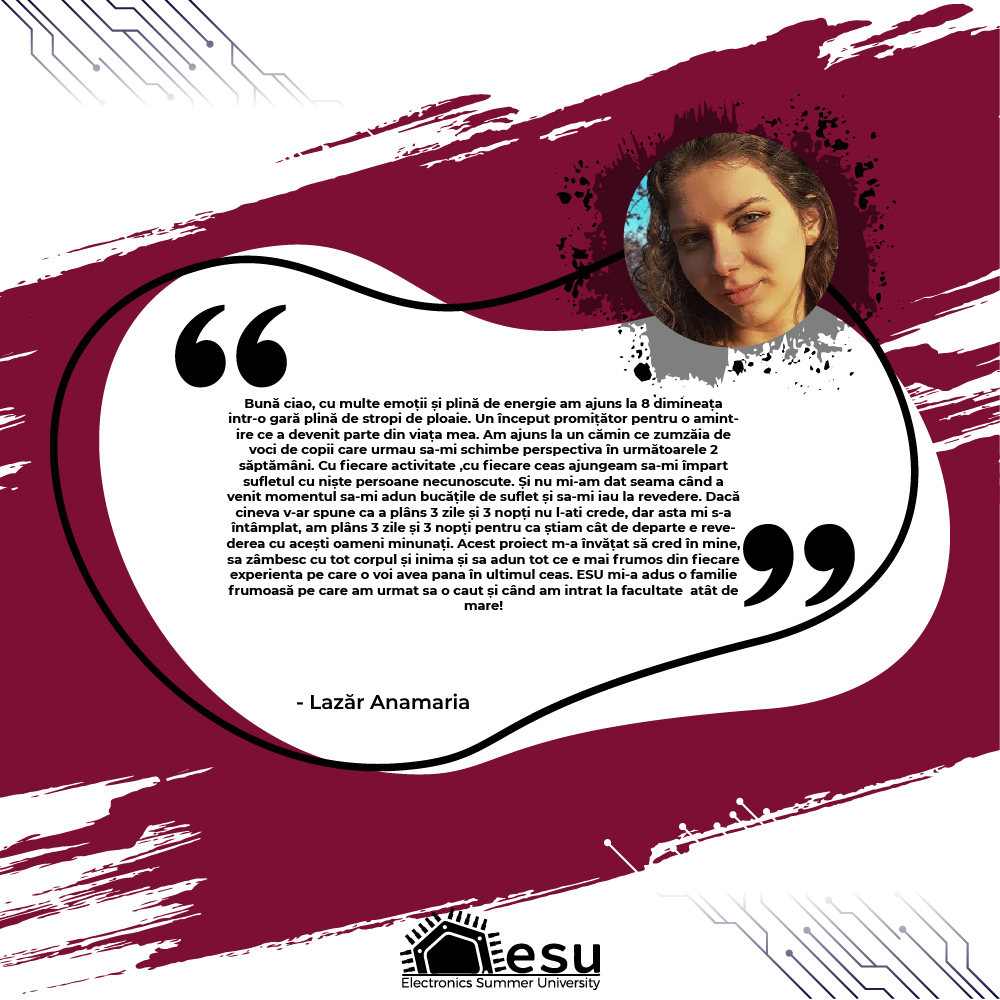 Bună ciao, cu multe emoții și plină de energie am ajuns la 8 dimineața
intr-o gară plină de stropi de ploaie. Un început promițător pentru o amint-
ire ce a devenit parte din viața mea. Am ajuns la un cămin ce zumzăia de
voci de copii care urmau sa-mi schimbe perspectiva în următoarele 2
săptămâni. Cu fiecare activitate ,cu fiecare ceas ajungeam sa-mi împart
sufletul cu niște persoane necunoscute. Și nu mi-am dat seama când a
venit momentul sa-mi adun bucățile de suflet și sa-mi iau la revedere. Dacă
cineva v-ar spune ca a plâns 3 zile și 3 nopți nu l-ati crede, dar asta mi s-a
întâmplat, am plâns 3 zile și 3 nopți pentru ca știam cât de departe e reve-
derea cu acești oameni minunați. Acest proiect m-a învățat să cred în mine,
sa zâmbesc cu tot corpul și inima și sa adun tot ce e mai frumos din fiecare
experienta pe care o voi avea pana în ultimul ceas. ESU mi-a adus o familie
frumoasă pe care am urmat sa o caut și când am intrat la facultate  atât de
mare!
- Lazăr Anamaria
esu
Electronics Summer University